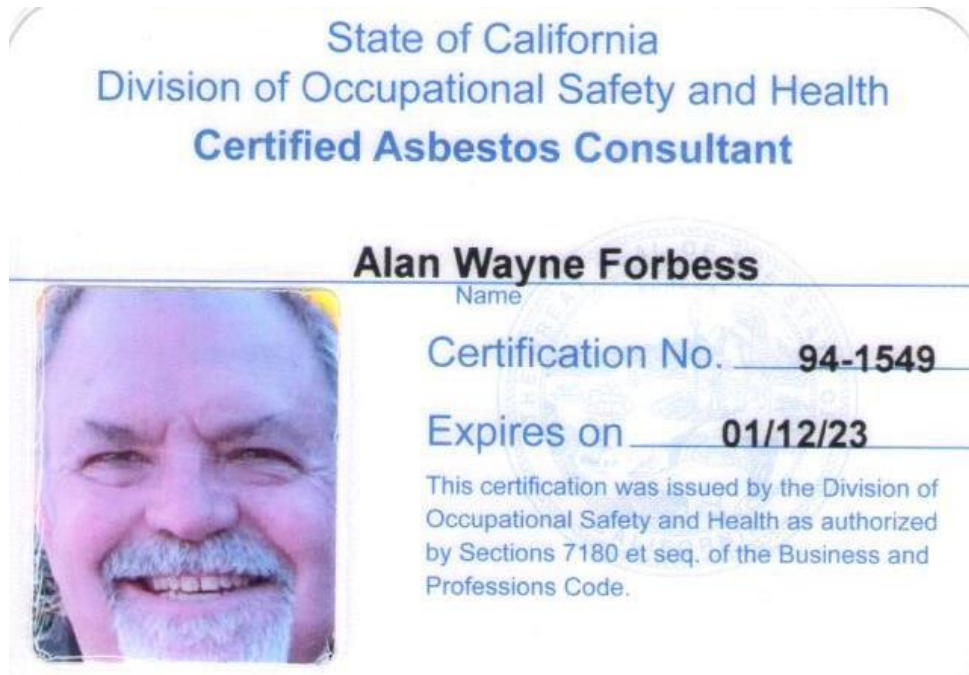 State of California
Division of Occupational Safety and Health
Certified Asbestos Consultant
Alan Wayne Forbess
Name
Certification No. 94-1549
Expires on 01/12/23
This certification was issued by the Division of
Occupational Safety and Health as authorized
by Sections 7180 et seq. of the Business and
Professions Code.